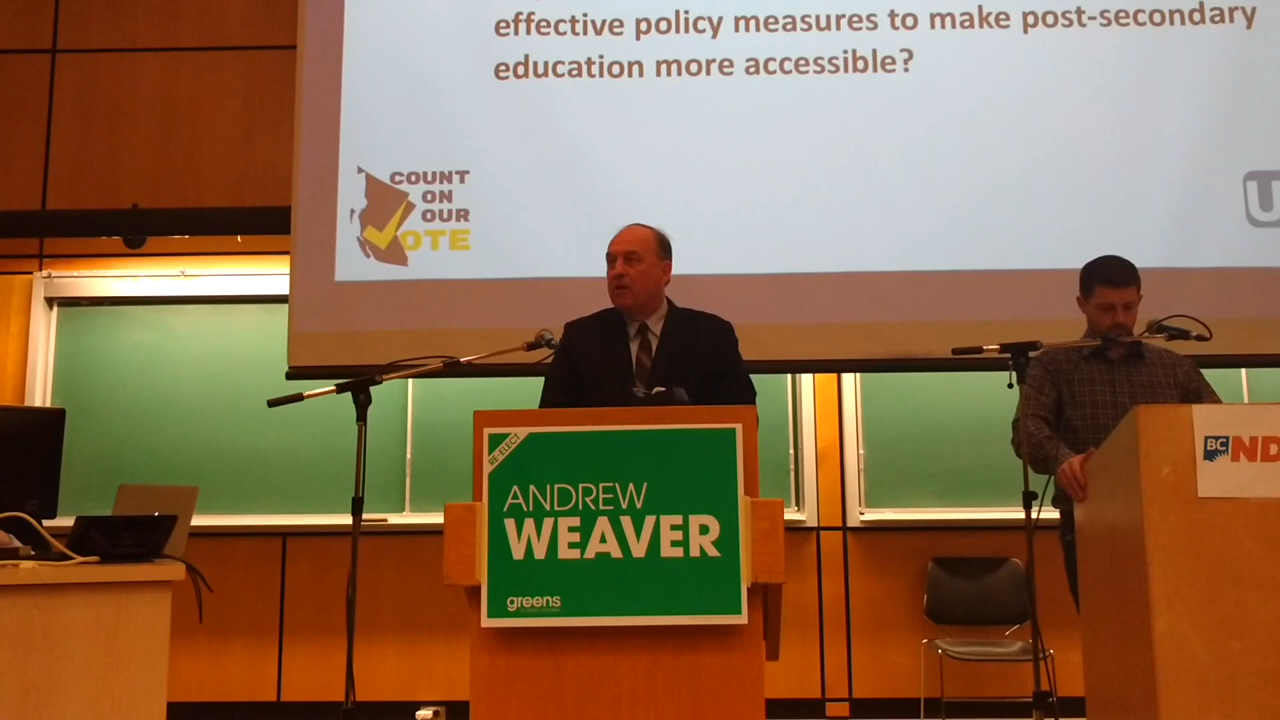 effective policy measures to make post-secondary
education more accessible?
COUNT
ON
OUR
VOTE
U
RE-ELECT
ANDREW
WEAVER
greens
BC ND